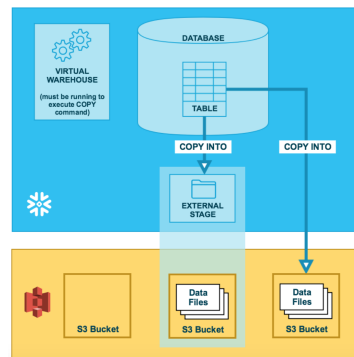 DATABASE
VIRTUAL
WAREHOUSE
(must be running to
execute COPY
command)
TABLE
COPY INTO
COPY INTO
EXTERNAL
STAGE
Data
Files
Data
Files
S3 Bucket
S3 Bucket
S3 Bucket